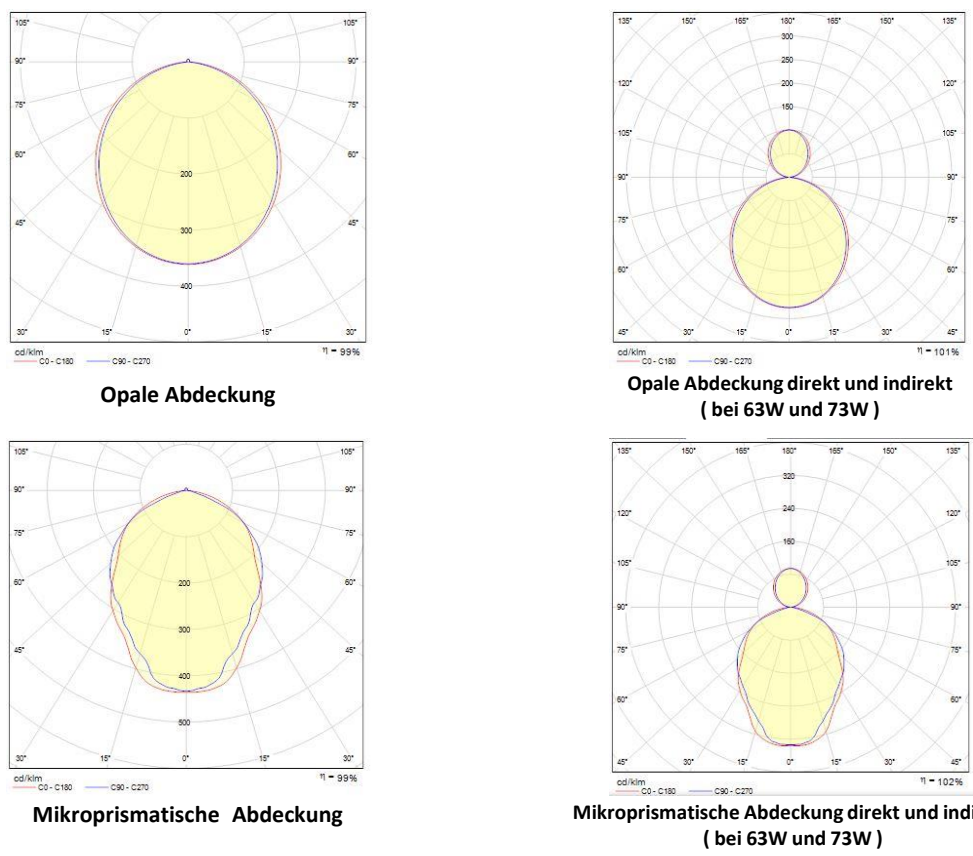 105° 105°
90° 90°
75° 75°
60° 60°
200
45° 45°
300
400
30° 15° 0° 15° 30°
cd/klm η = 99%
C0 - C180 C90 - C270
Opale Abdeckung
135° 150° 165° 180° 165° 150° 135°
300
250
120° 120°
200
150
105° 105°
90° 90°
75° 75°
60° 60°
45° 30° 15° 0° 15° 30° 45°
cd/klm η = 101%
C0 - C180 C90 - C270
Opale Abdeckung direkt und indirekt
( bei 63W und 73W )
105° 105°
90° 90°
75° 75°
60° 200 60°
300
45° 45°
400
500
30° 15° 0° 15° 30°
cd/klm η = 99%
C0 - C180 C90 - C270
Mikroprismatische Abdeckung
135° 150° 165° 180° 165° 150° 135°
320
240
120° 120°
160
105° 105°
90° 90°
75° 75°
60° 60°
45° 30° 15° 0° 15° 30° 45°
cd/klm η = 102%
C0 - C180 C90 - C270
Mikroprismatische Abdeckung direkt und indi
( bei 63W und 73W )